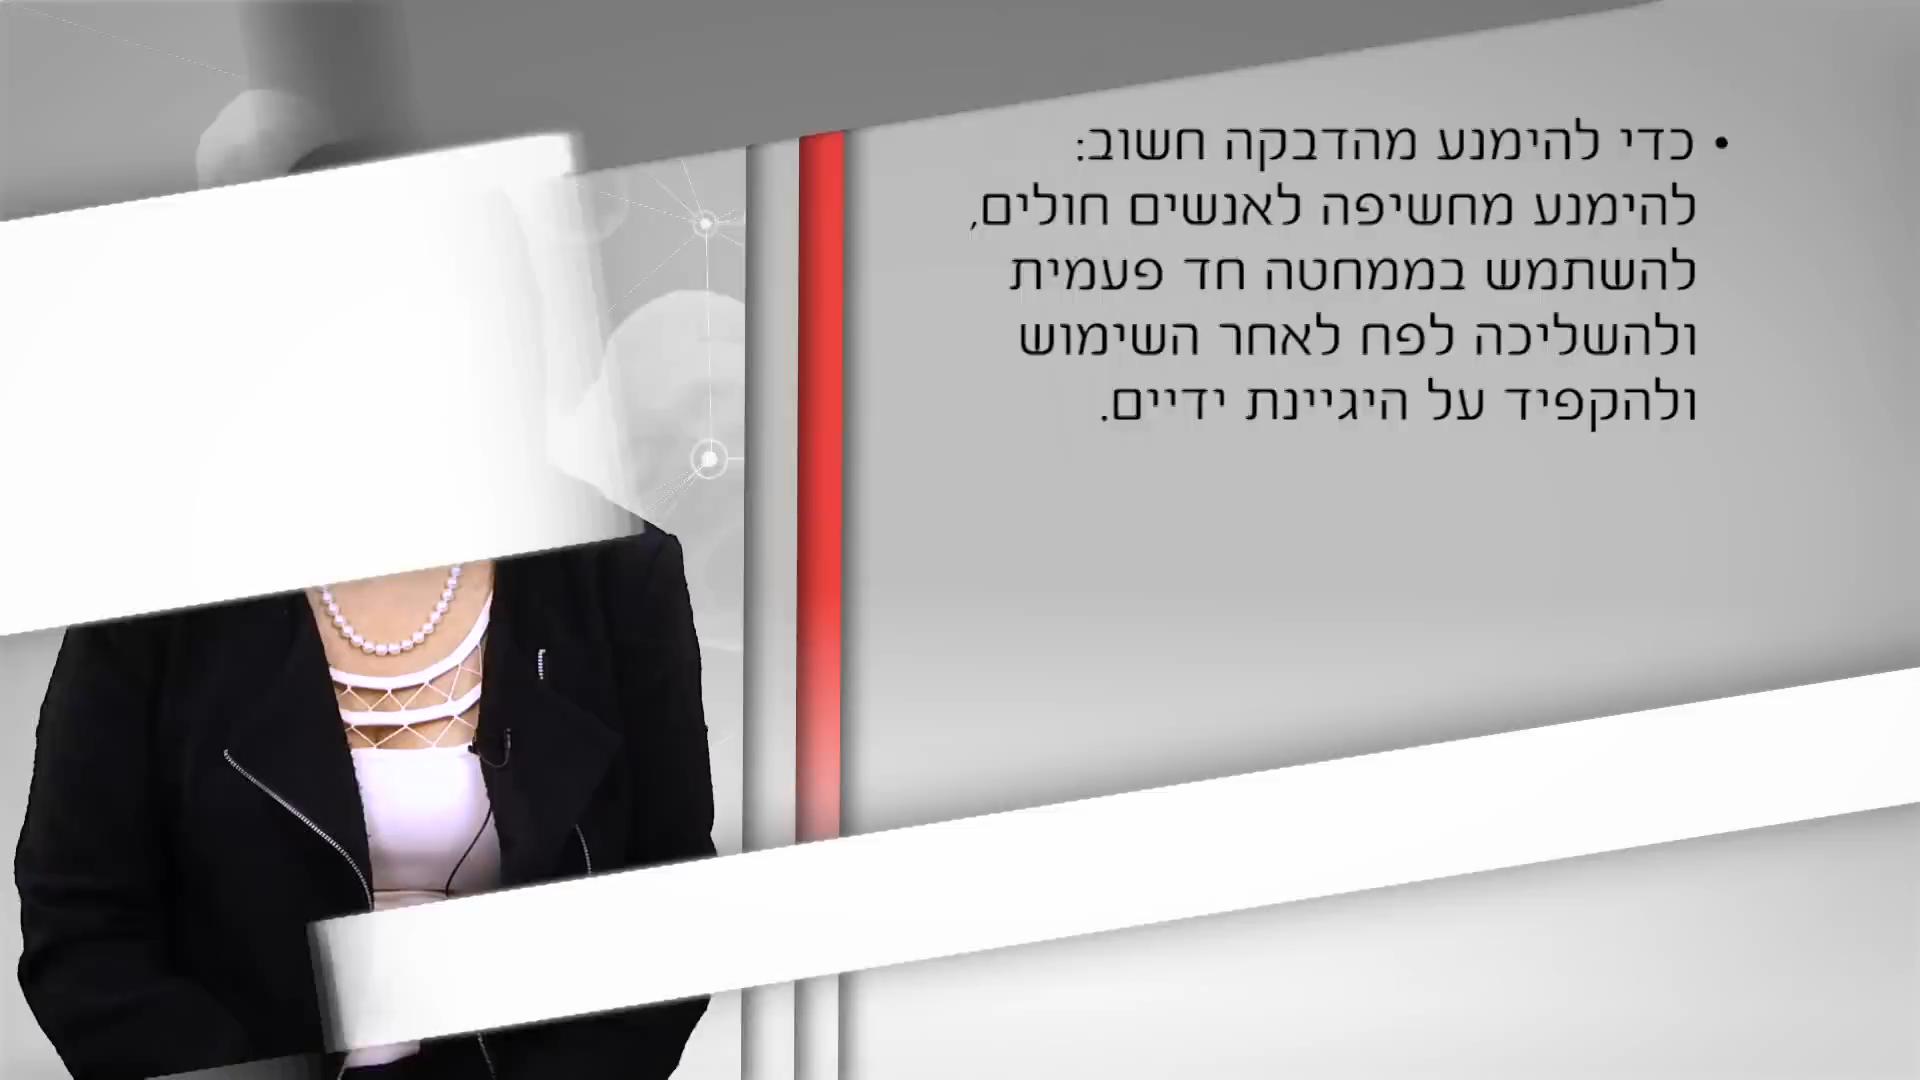 • כדי להימנע מהדבקה חשוב:
להימנע מחשיפה לאנשים חולים,
להשתמש בממחטה חד פעמית
ולהשליכה לפח לאחר השימוש
ולהקפיד על היגיינת ידיים.